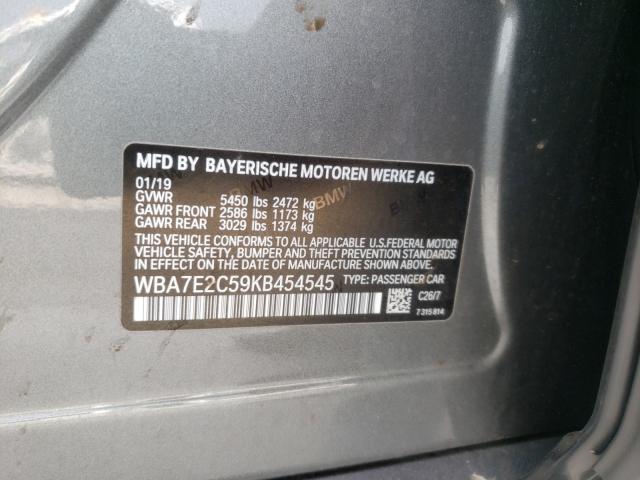 MFD BY BAYERISCHE MOTOREN WERKE AG
01/19
GVWR 5450 lbs 2472 kg
GAWR FRONT 2586 lbs 1173 kg
GAWR REAR 3029 lbs 1374 kg
THIS VEHICLE CONFORMS TO ALL APPLICABLE U.S.FEDERAL MOTOR
VEHICLE SAFETY, BUMPER AND THEFT PREVENTION STANDARDS
IN EFFECT ON THE DATE OF MANUFACTURE SHOWN ABOVE.
WBA7E2C59KB454545 TYPE: PASSENGER CAR
C26/7
7 315 814
BMW
BMW